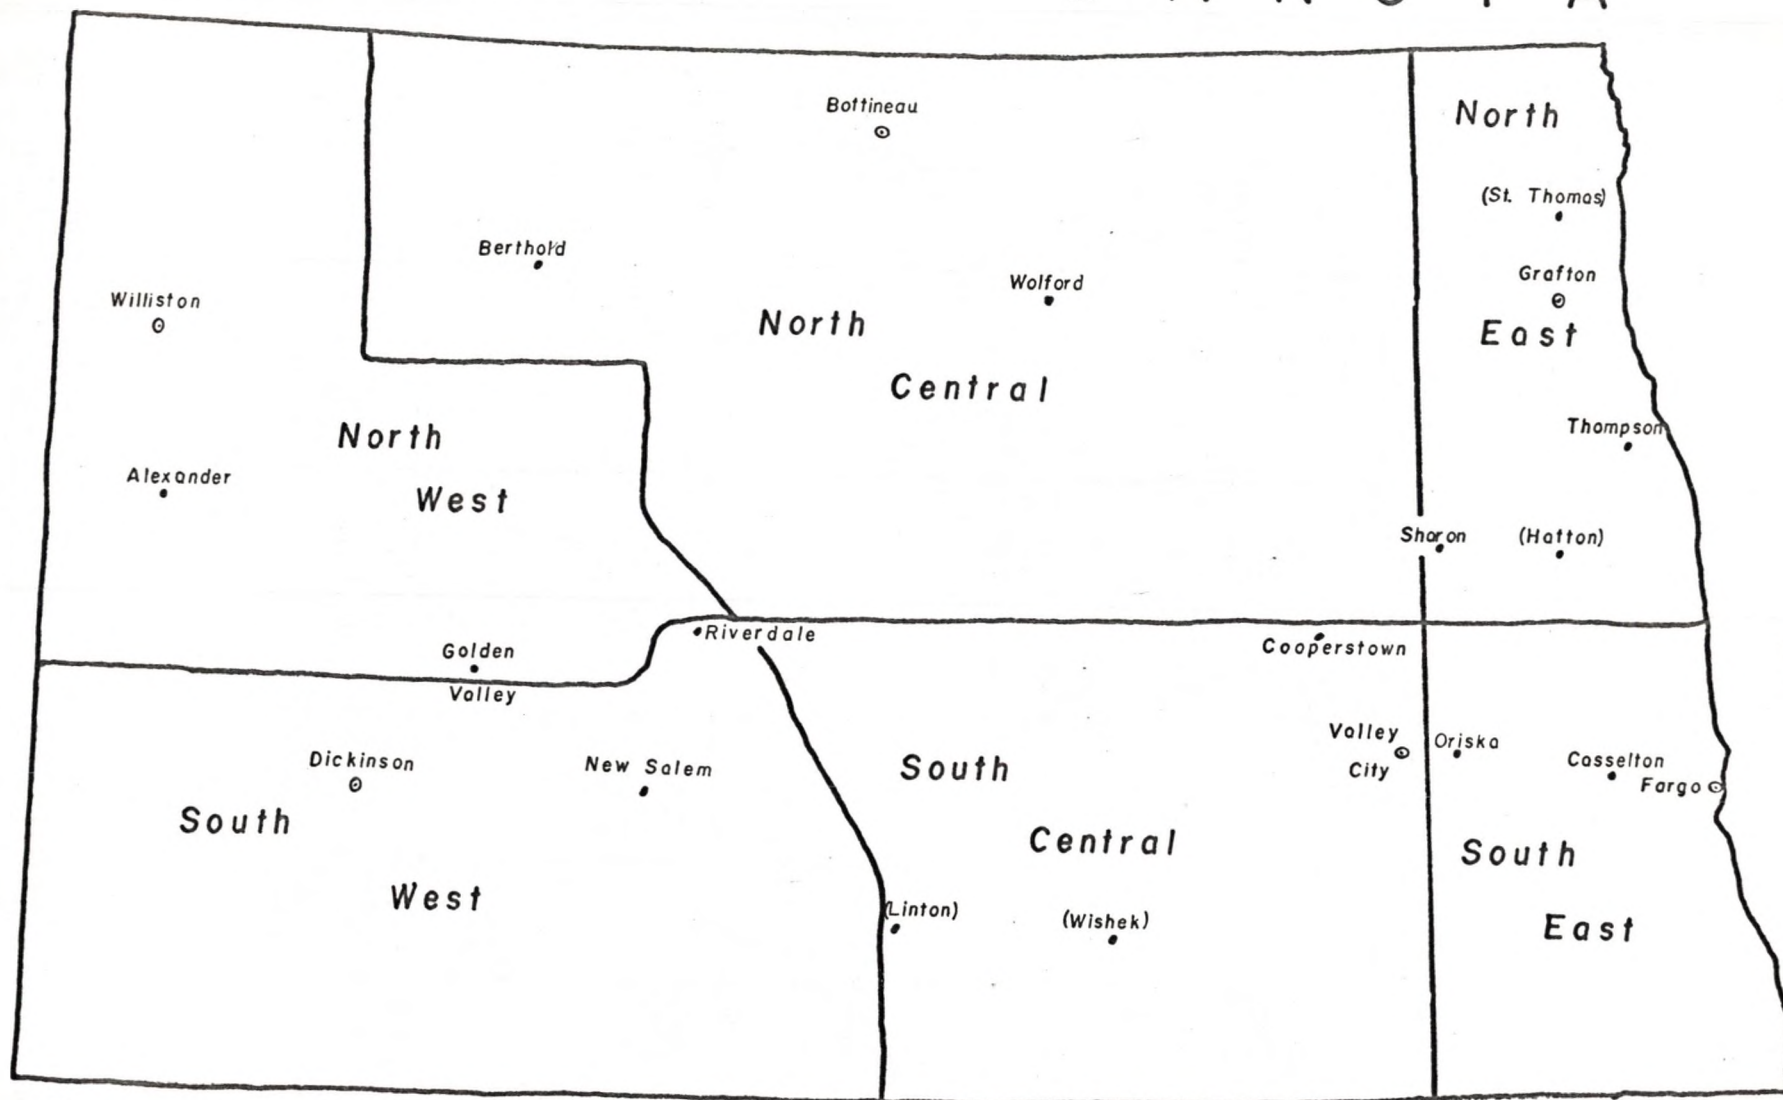 Bottineau
North
(St. Thomas)
Berthold
Grafton
Wolford
Williston
North
East
Central
Thompson
North
Alexander
West
Sharon
(Hatton)
Riverdale
Golden
Valley
Cooperstown
Valley
City
Oriska
Casselton
Fargo
Dickinson
New Salem
South
Central
South
West
South
East
(Linton)
(Wishek)